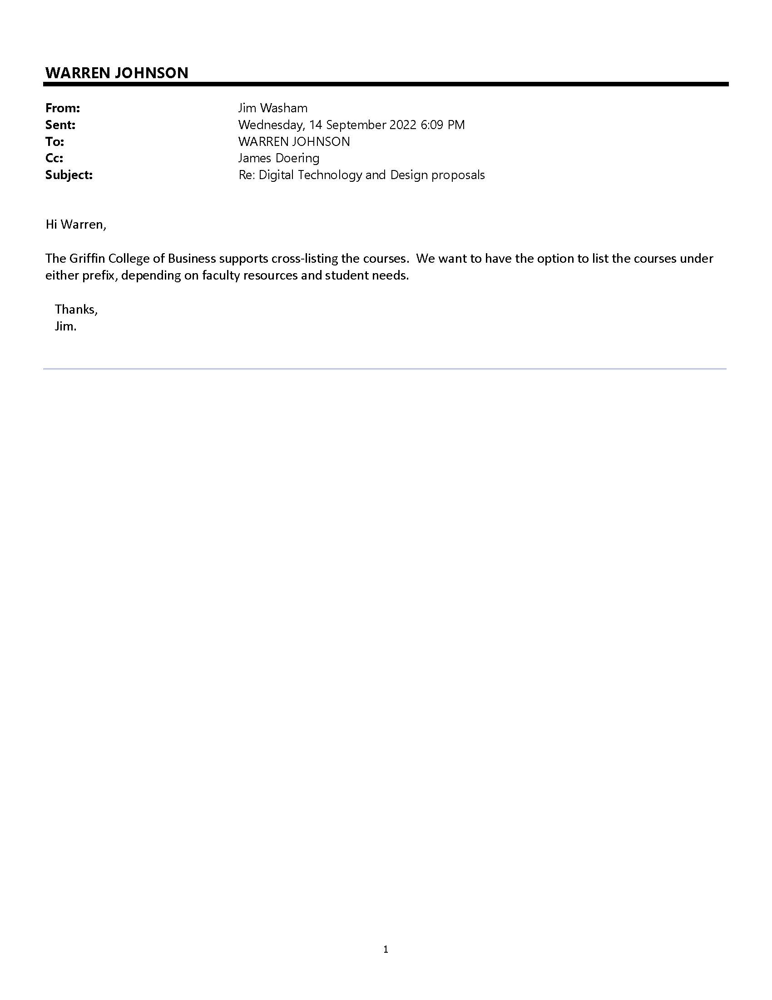 WARREN JOHNSON
From: Jim Washam
Sent: Wednesday, 14 September 2022 6:09 PM
To: WARREN JOHNSON
Cc: James Doering
Subject: Re: Digital Technology and Design proposals
Hi Warren,
The Griffin College of Business supports cross-listing the courses.  We want to have the option to list the courses under
either prefix, depending on faculty resources and student needs.
Thanks,
Jim.
1